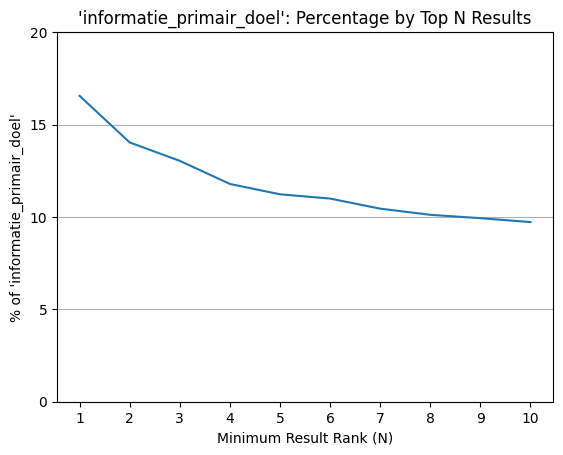 'informatie_primair_doel': Percentage by Top N Results
20
15
10
5
0
% of 'informatie_primair_doel'
1 2 3 4 5 6 7 8 9 10
Minimum Result Rank (N)